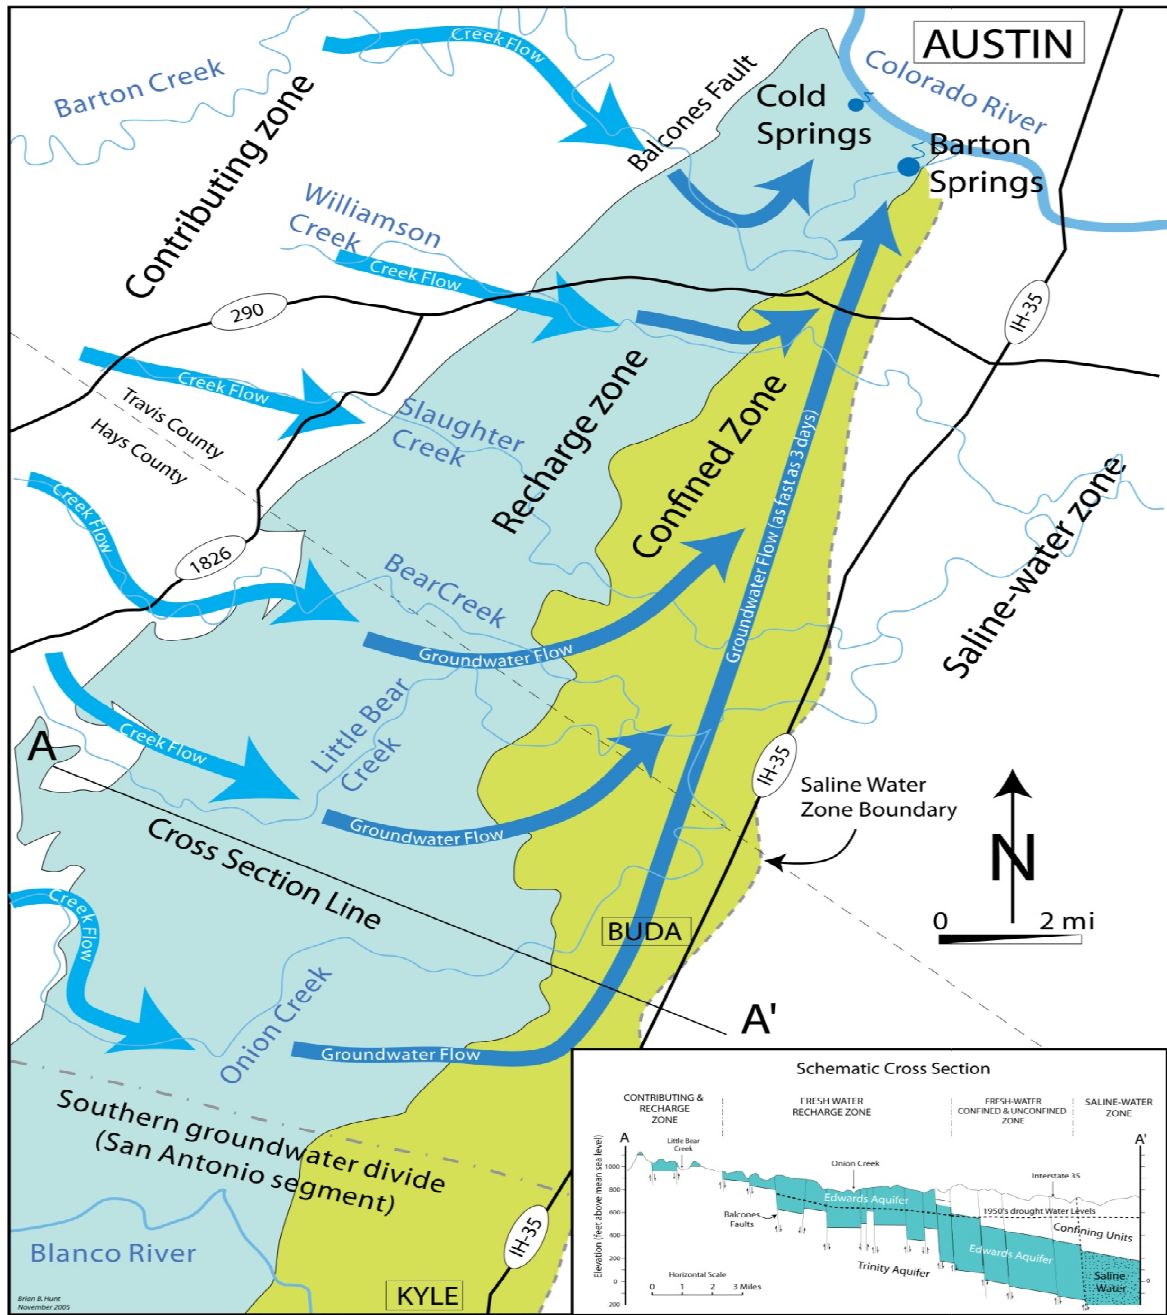 AUSTIN
Creek Flow
Barton Creek
Contributing zone
Balcones Fault
Colorado River
Cold
Springs
Barton
Springs
Williamson
Creek
Creek Flow
290
IH-35
Creek Flow
Travis County
Hays County
Slaughter
Creek
Recharge zone
Confined Zone
Groundwater Flow (as fast as 3 days)
Saline-water zone
Creek Flow
1826
BearCreek
Groundwater Flow
Little Bear
Creek
Creek Flow
A
IH-35
Saline Water
Zone Boundary
Groundwater Flow
Cross Section Line
N
0 2 mi
Creek Flow
BUDA
Onion Creek
A'
Groundwater Flow
Southern groundwater divide
(San Antonio
segment)
Blanco River
IH-35
KYLE
Brian B. Hunt
November 2005
Schematic Cross Section
CONTRIBUTING &
RECHARGE
ZONE
FRESH WATER
RECHARGE ZONE
FRESH-WATER
CONFINED & UNCONFINED
ZONE
SALINE-WATER
ZONE
A
A'
Elevation (feet above mean sea level)
1000
800
600
400
200
0
200
Little Bear
Creek
Onion Creek
Interstate 35
Edwards Aquifer
1950's drought Water Levels
Balcones
Faults
Confining Units
Edwards Aquifer
Trinity Aquifer
Saline
Water
0
Horizontal Scale
0 1 2 3 Miles